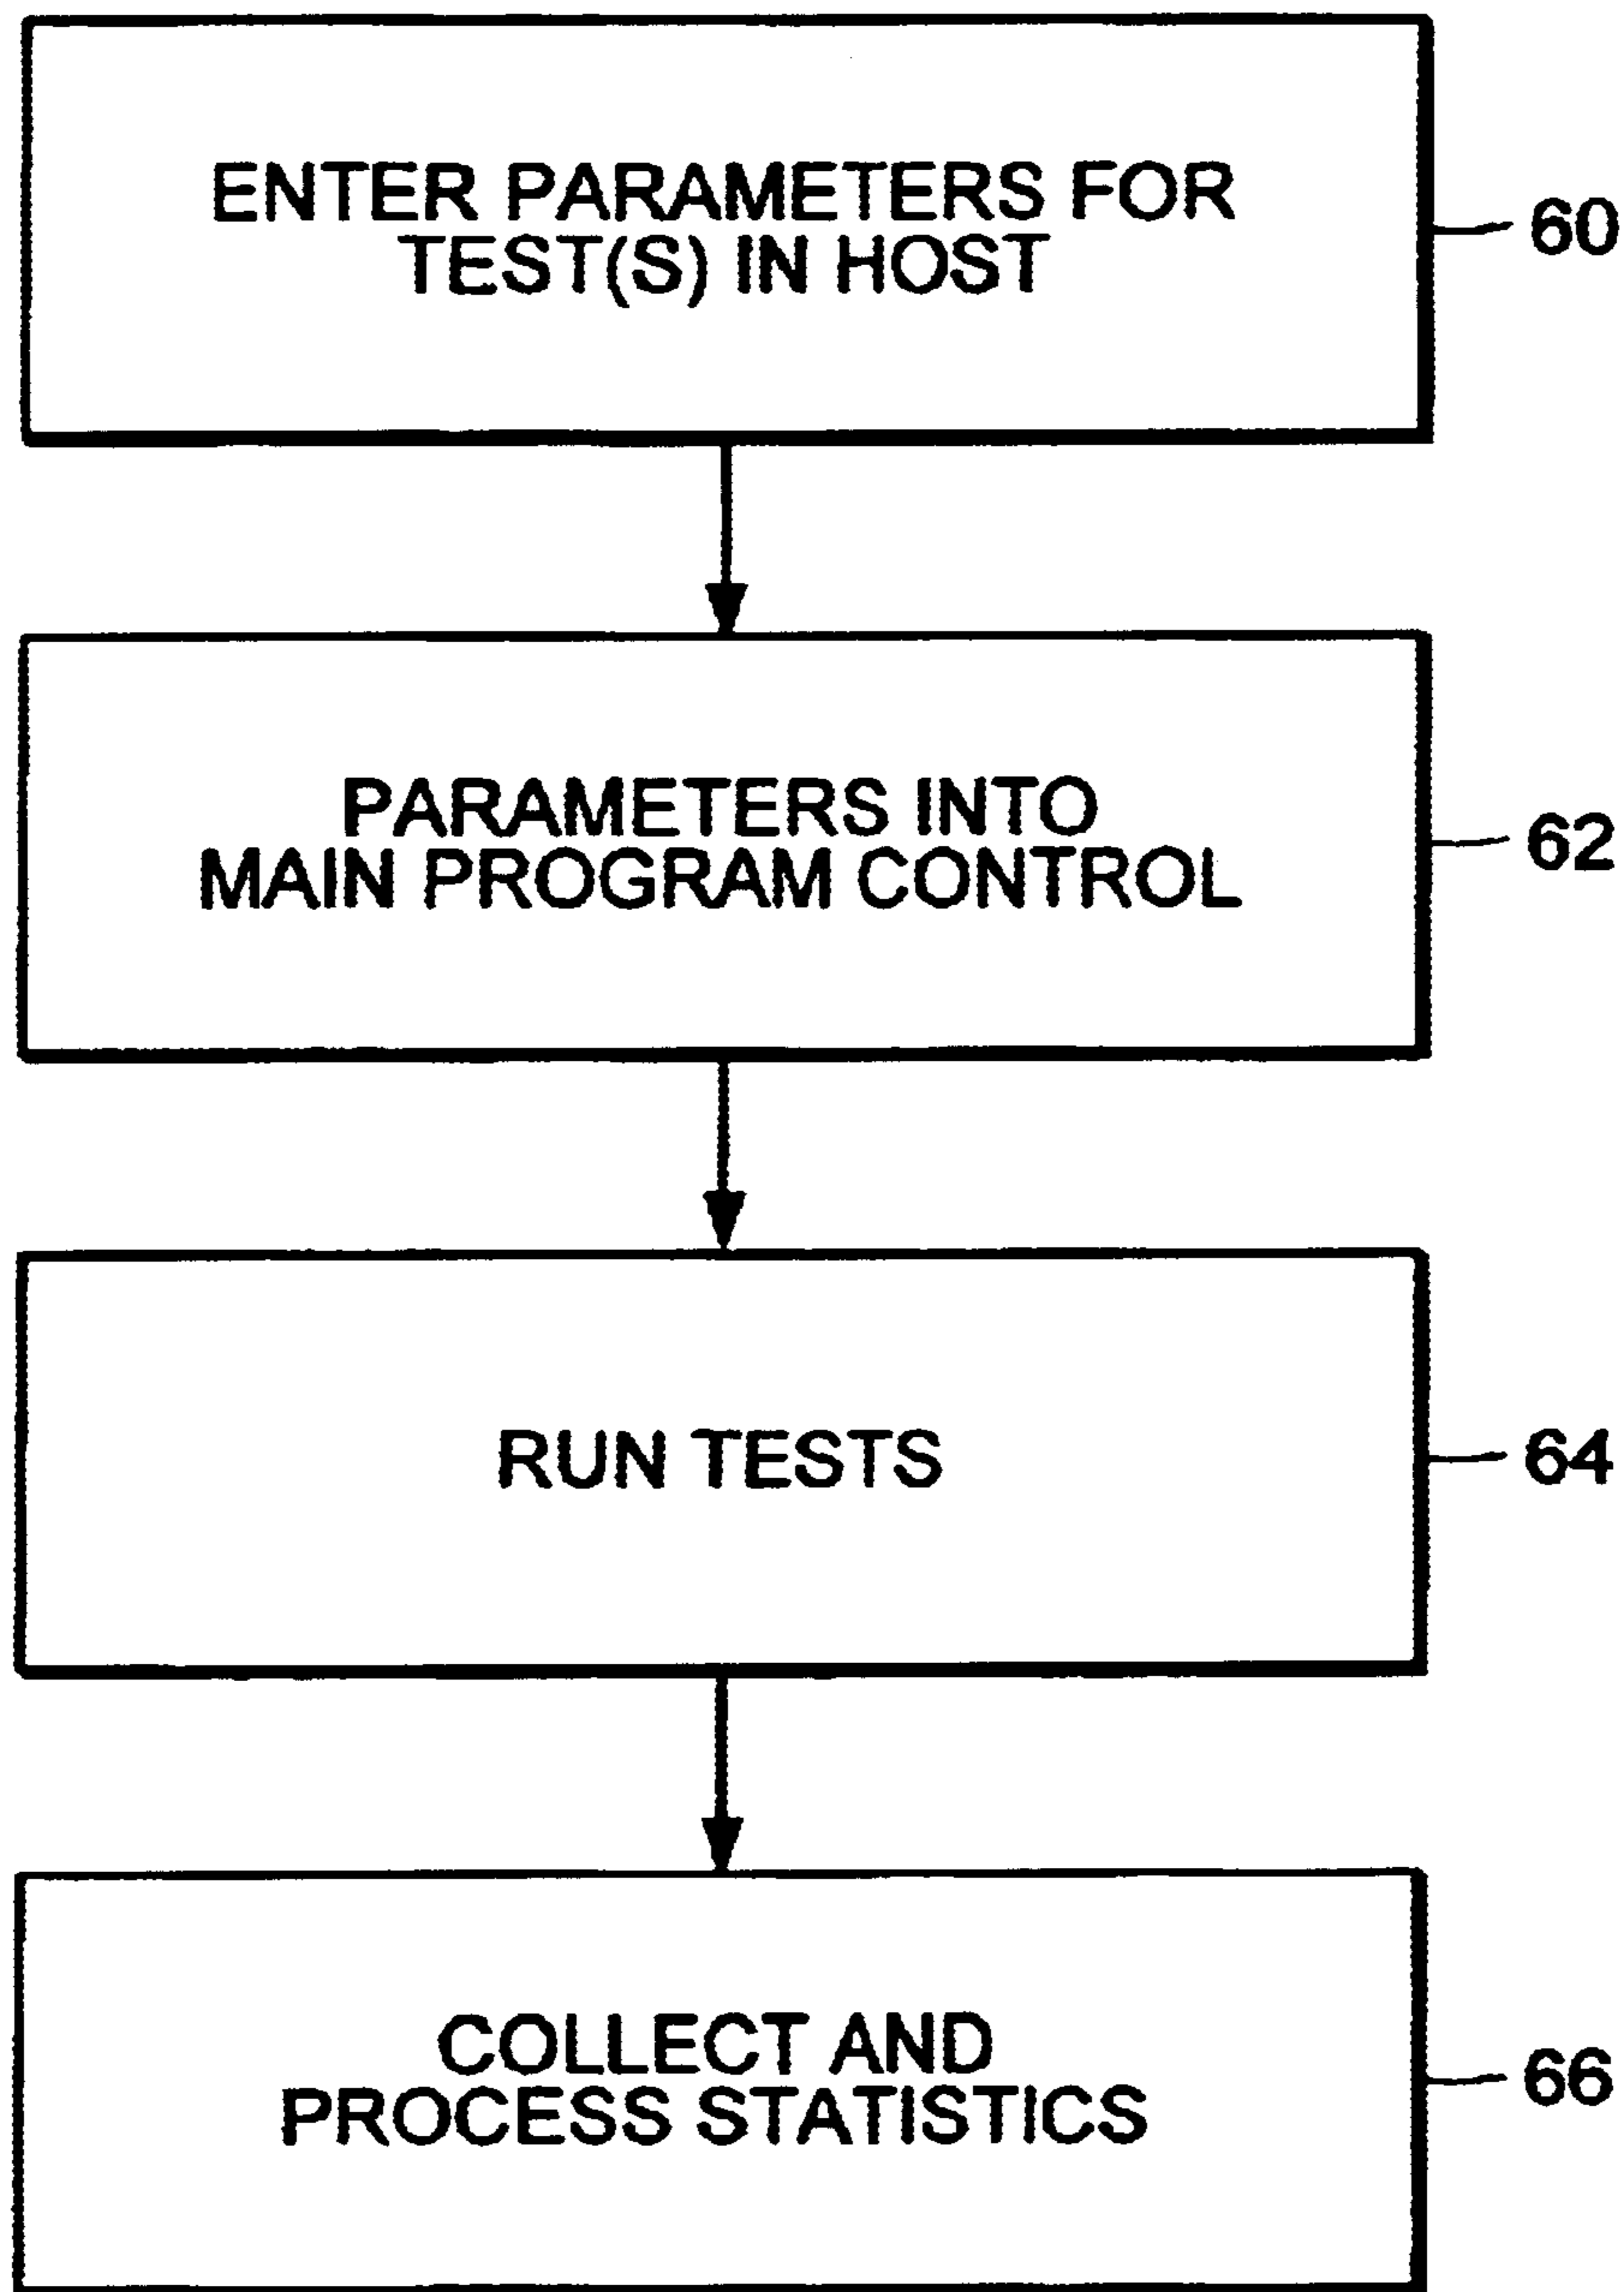 ENTER PARAMETERS FOR
TEST(S) IN HOST
60
PARAMETERS INTO
MAIN PROGRAM CONTROL
62
RUN TESTS
64
COLLECT AND
PROCESS STATISTICS
66